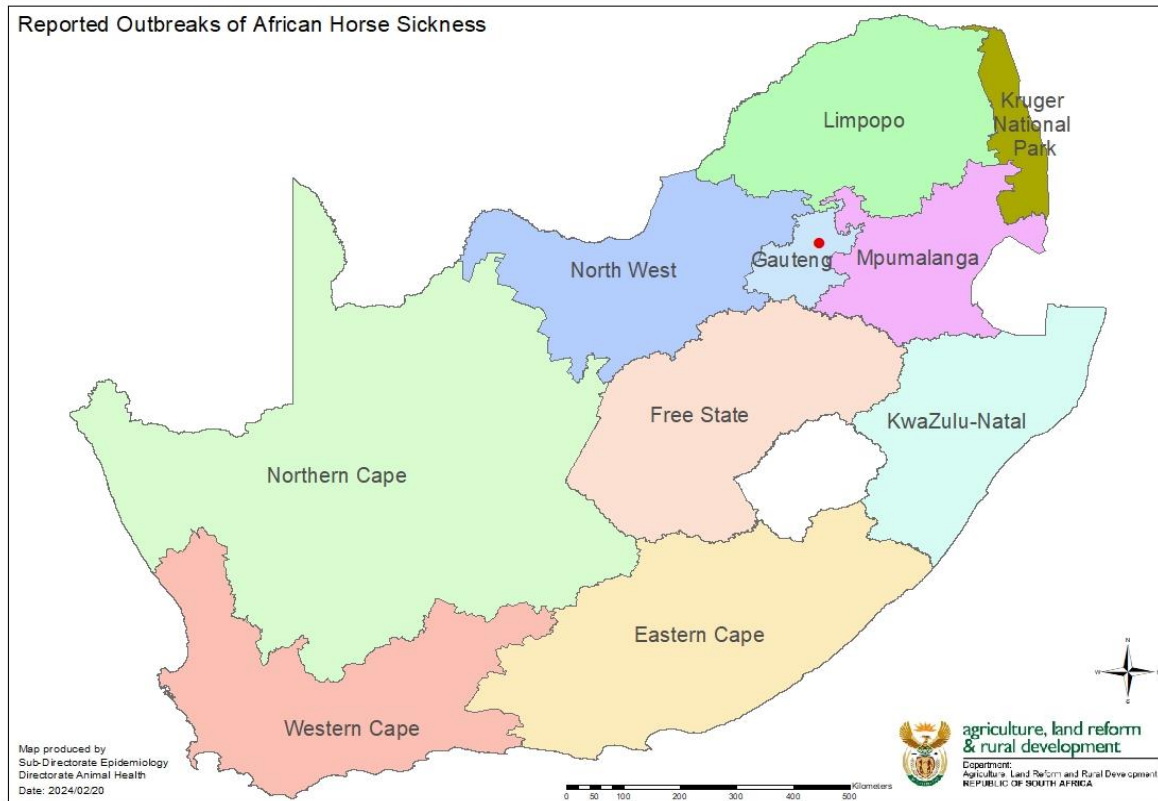 Reported Outbreaks of African Horse Sickness
Limpopo
Kruger
National
Park
North West
Gauteng
Mpumalanga
Free State
KwaZulu-Natal
Northern Cape
Eastern Cape
Western Cape
N
W
Map produced by
Sub-Directorate Epidemiology
Directorate Animal Health
Date: 2024/02/20
Kilometers
0 50 100 200 300 400 500
agriculture, land reform
& rural development
Department:
Agriculture, Land Reform and Rural Development
REPUBLIC OF SOUTH AFRICA